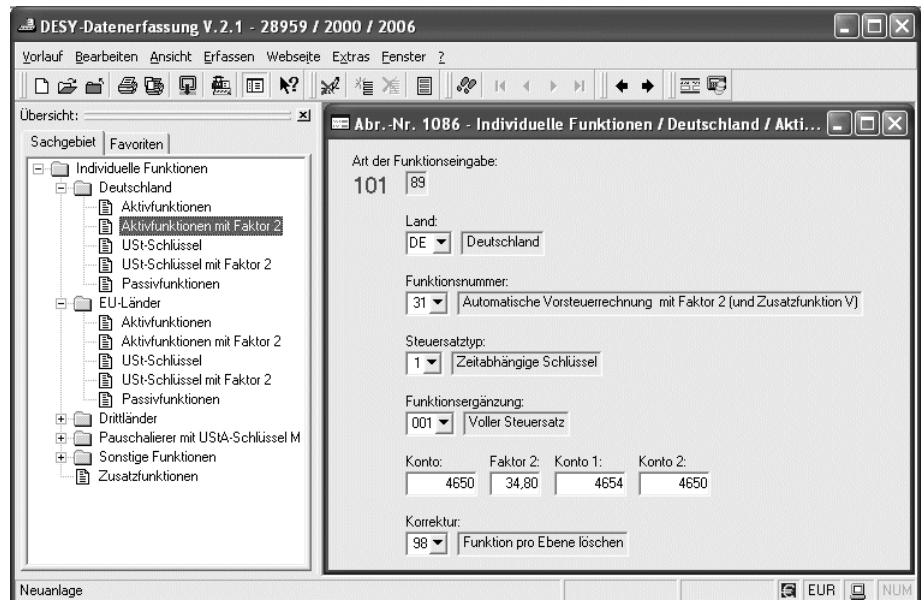 DESY-Datenerfassung V.2.1 - 28959 / 2000 / 2006
Vorlauf Bearbeiten Ansicht Erfassen Webseite Extras Fenster ?
Übersicht:
Sachgebiet Favoriten
Individuelle Funktionen
Deutschland
Aktivfunktionen
Aktivfunktionen mit Faktor 2
USt-Schlüssel
USt-Schlüssel mit Faktor 2
Passivfunktionen
EU-Länder
Aktivfunktionen
Aktivfunktionen mit Faktor 2
USt-Schlüssel
USt-Schlüssel mit Faktor 2
Passivfunktionen
Drittländer
Pauschalierer mit UStA-Schlüssel M
Sonstige Funktionen
Zusatzfunktionen
Abr.-Nr. 1086 - Individuelle Funktionen / Deutschland / Akti...
Art der Funktionseingabe:
101 89
Land:
DE Deutschland
Funktionsnummer:
31 Automatische Vorsteuerrechnung mit Faktor 2 (und Zusatzfunktion V)
Steuersatztyp:
1 Zeitabhängige Schlüssel
Funktionsergänzung:
001 Voller Steuersatz
Konto: Faktor 2: Konto 1: Konto 2:
4650 34,80 4654 4650
Korrektur:
98 Funktion pro Ebene löschen
Neuanlage EUR NUM